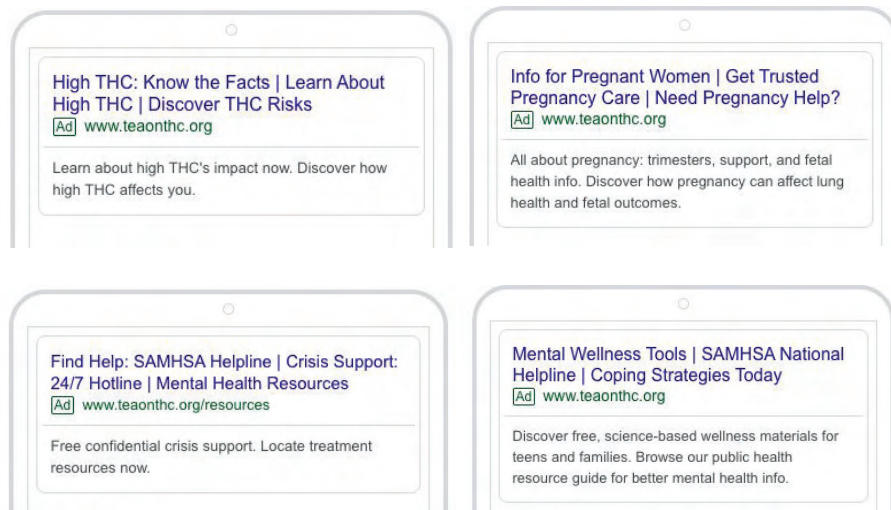 High THC: Know the Facts | Learn About
High THC | Discover THC Risks
Ad www.teaonthc.org
Learn about high THC's impact now. Discover how
high THC affects you.
Info for Pregnant Women | Get Trusted
Pregnancy Care | Need Pregnancy Help?
Ad www.teaonthc.org
All about pregnancy: trimesters, support, and fetal
health info. Discover how pregnancy can affect lung
health and fetal outcomes.
Find Help: SAMHSA Helpline | Crisis Support:
24/7 Hotline | Mental Health Resources
Ad www.teaonthc.org/resources
Free confidential crisis support. Locate treatment
resources now.
Mental Wellness Tools | SAMHSA National
Helpline | Coping Strategies Today
Ad www.teaonthc.org
Discover free, science-based wellness materials for
teens and families. Browse our public health
resource guide for better mental health info.